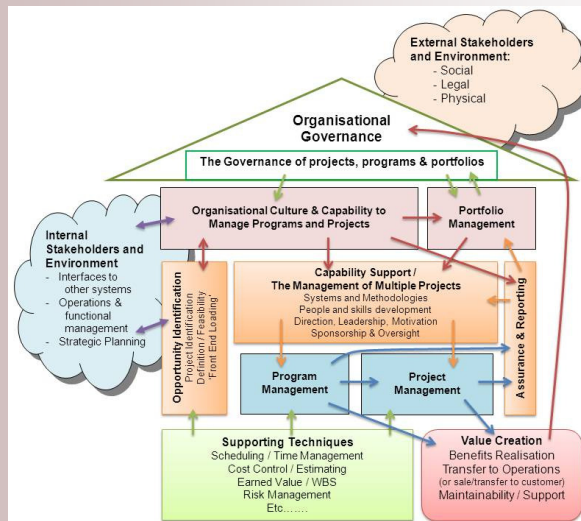 External Stakeholders
and Environment:
- Social
- Legal
- Physical
Organisational
Governance
The Governance of projects, programs & portfolios
Organisational Culture & Capability to
Manage Programs and Projects
Portfolio
Management
Internal
Stakeholders and
Environment
- Interfaces to
other systems
- Operations &
functional
management
- Strategic Planning
Opportunity Identification
Project Identification
Definition / Feasibility
'Front End Loading'
Capability Support /
The Management of Multiple Projects
Systems and Methodologies
People and skills development
Direction, Leadership, Motivation
Sponsorship & Oversight
Assurance & Reporting
Program
Management
Project
Management
Supporting Techniques
Scheduling / Time Management
Cost Control / Estimating
Earned Value / WBS
Risk Management
Etc.......
Value Creation
Benefits Realisation
Transfer to Operations
(or sale/transfer to customer)
Maintainability / Support